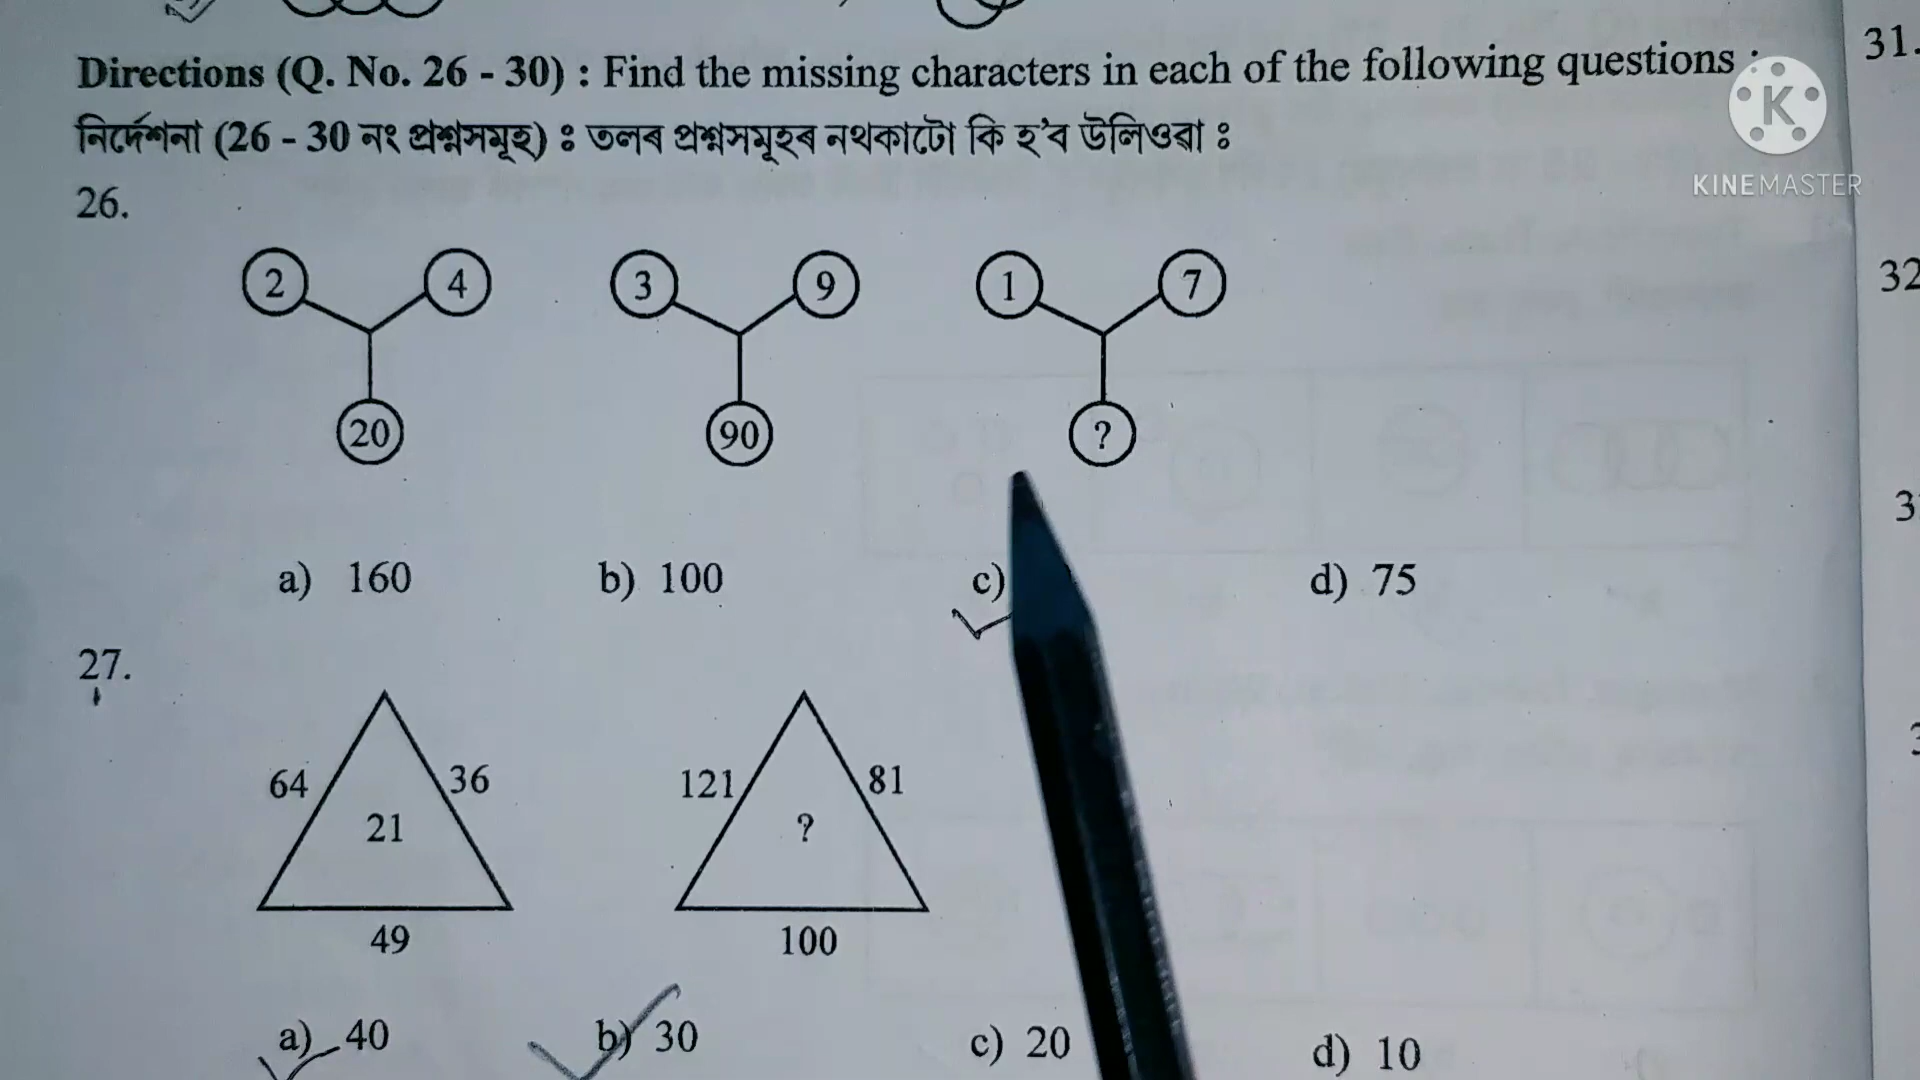 31.
Directions (Q. No. 26 - 30) : Find the missing characters in each of the following questions :
K
KINEMASTER
নিৰ্দেশনা (26 - 30 নং প্ৰশ্নসমূহ) ঃ তলৰ প্ৰশ্নসমূহৰ নথকাটো কি হ'ব উলিওৱা ঃ
26.
2 4 3 9 1 7
32
20 90 ?
3
a) 160 b) 100 c) d) 75
27.
64 36 121 81
21 ?
49 100
a) 40 b) 30 c) 20 d) 10